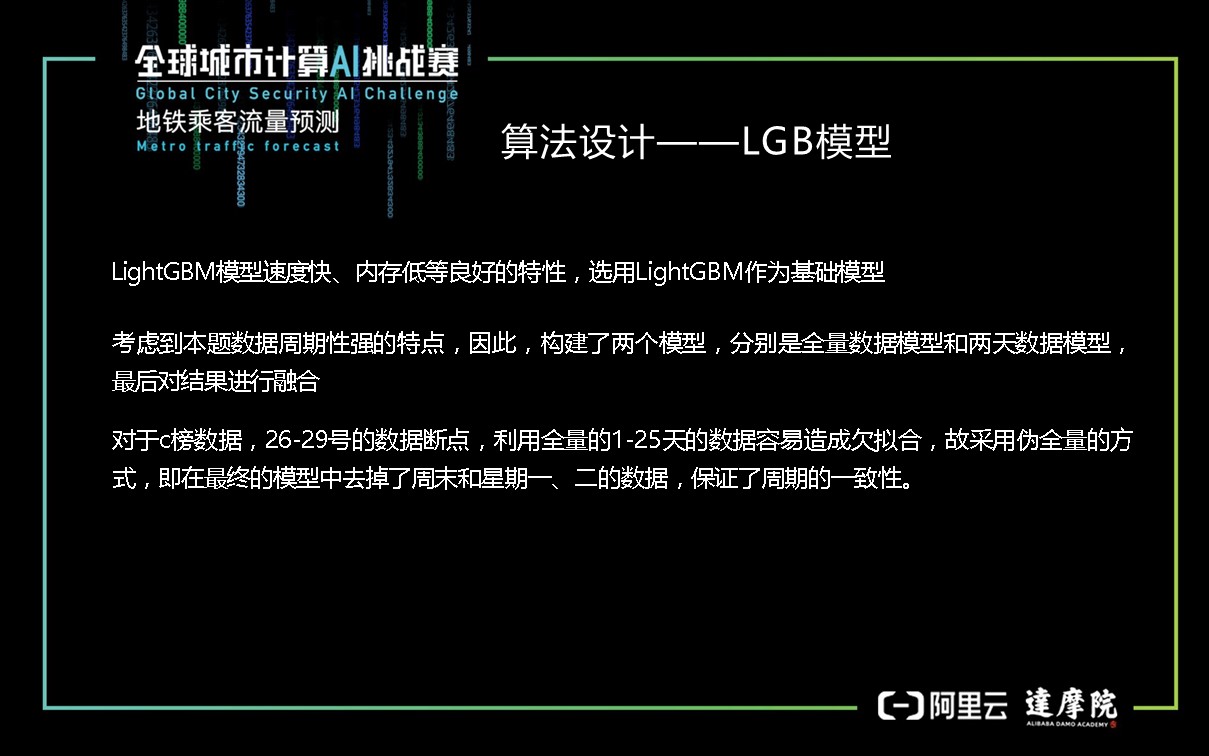 全球城市计算AI挑战赛
Global City Security AI Challenge
地铁乘客流量预测
Metro traffic forecast
算法设计——LGB模型
LightGBM模型速度快、内存低等良好的特性，选用LightGBM作为基础模型
考虑到本题数据周期性强的特点，因此，构建了两个模型，分别是全量数据模型和两天数据模型，
最后对结果进行融合
对于c榜数据，26-29号的数据断点，利用全量的1-25天的数据容易造成欠拟合，故采用伪全量的方
式，即在最终的模型中去掉了周末和星期一、二的数据，保证了周期的一致性。
阿里云 達摩院
ALIBABA DAMO ACADEMY